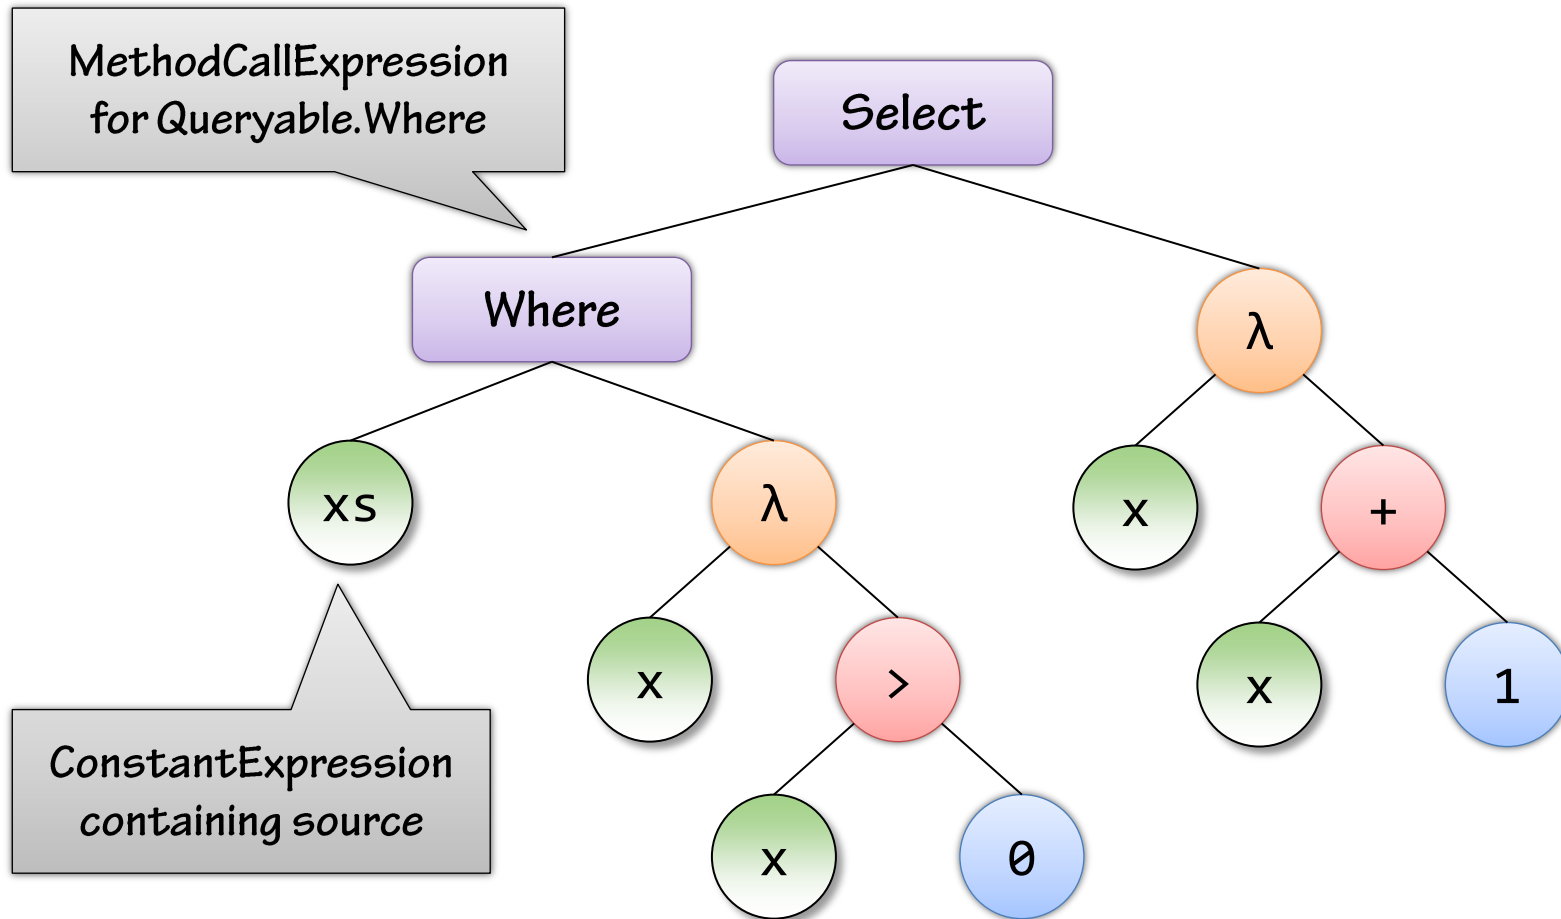 MethodCallExpression
for Queryable.Where
Select
Where
λ
xs
λ
x
+
x
>
x
1
ConstantExpression
containing source
x
0